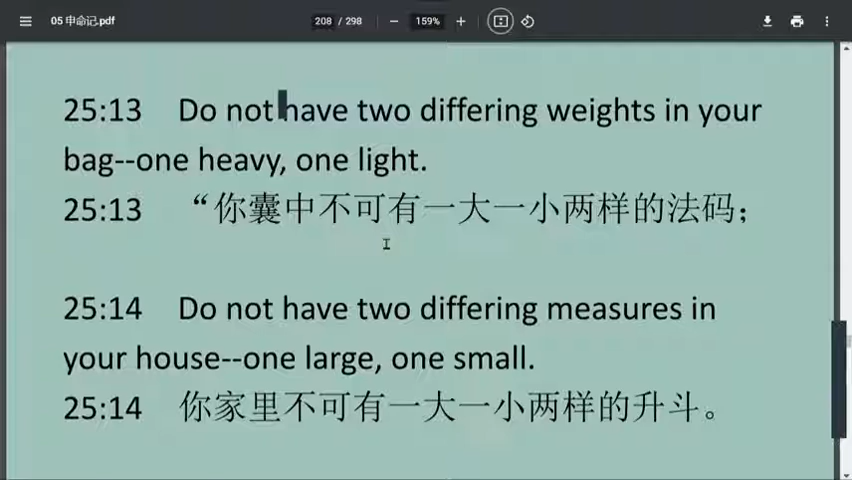 05 申命记.pdf
208 / 298
159%
25:13 Do not have two differing weights in your
bag--one heavy, one light.
25:13 “你囊中不可有一大一小两样的法码；
25:14 Do not have two differing measures in
your house--one large, one small.
25:14 你家里不可有一大一小两样的升斗。